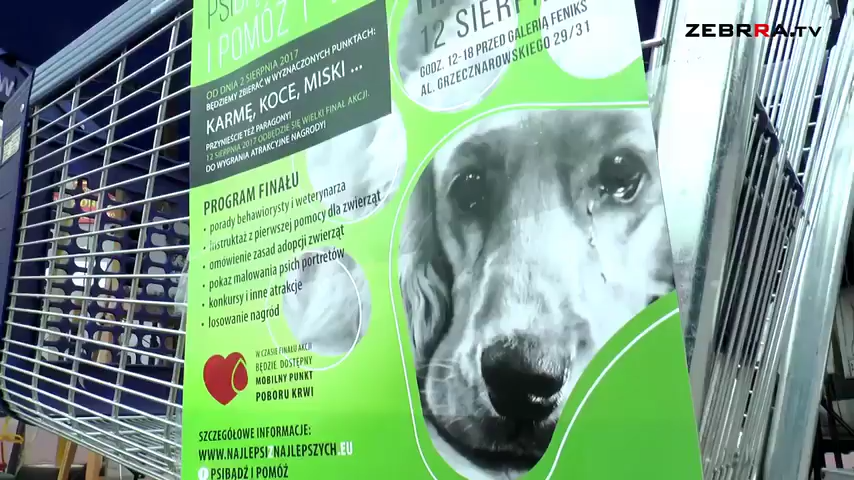 ZEBRRA.TV
I POMÓŻ
OD DNIA 2 SIERPNIA 2017
BĘDZIEMY ZBIERAĆ W WYZNACZONYCH PUNKTACH:
KARMĘ, KOCE, MISKI ...
PRZYNIEŚCIE TEŻ PARAGONY!
12 SIERPNIA 2017 ODBĘDZIE SIĘ WIELKI FINAŁ AKCJI.
DO WYGRANIA ATRAKCYJNE NAGRODY!
12 SIERP
GODZ. 12-18 PRZED GALERIĄ FENIKS
AL. GRZECZNAROWSKIEGO 29/31
PROGRAM FINAŁU
• porady behawiorysty i weterynarza
• instruktaż z pierwszej pomocy dla zwierząt
• omówienie zasad adopcji zwierząt
• pokaz malowania psich portretów
• konkursy i inne atrakcje
• losowanie nagród
W CZASIE FINAŁU AKCJI
BĘDZIE DOSTĘPNY
MOBILNY PUNKT
POBORU KRWI
SZCZEGÓŁOWE INFORMACJE:
WWW.NAJLEPSIZNAJLEPSZYCH.EU
PSIBĄDŹ I POMÓŻ